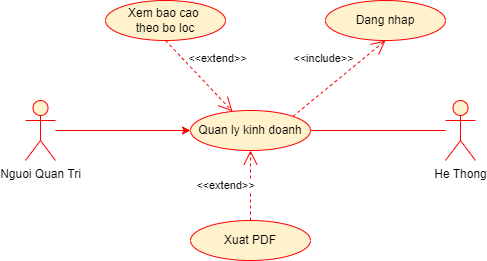 Xem bao cao
theo bo loc
Dang nhap
<<extend>>
<<include>>
Quan ly kinh doanh
Nguoi Quan Tri
He Thong
<<extend>>
Xuat PDF